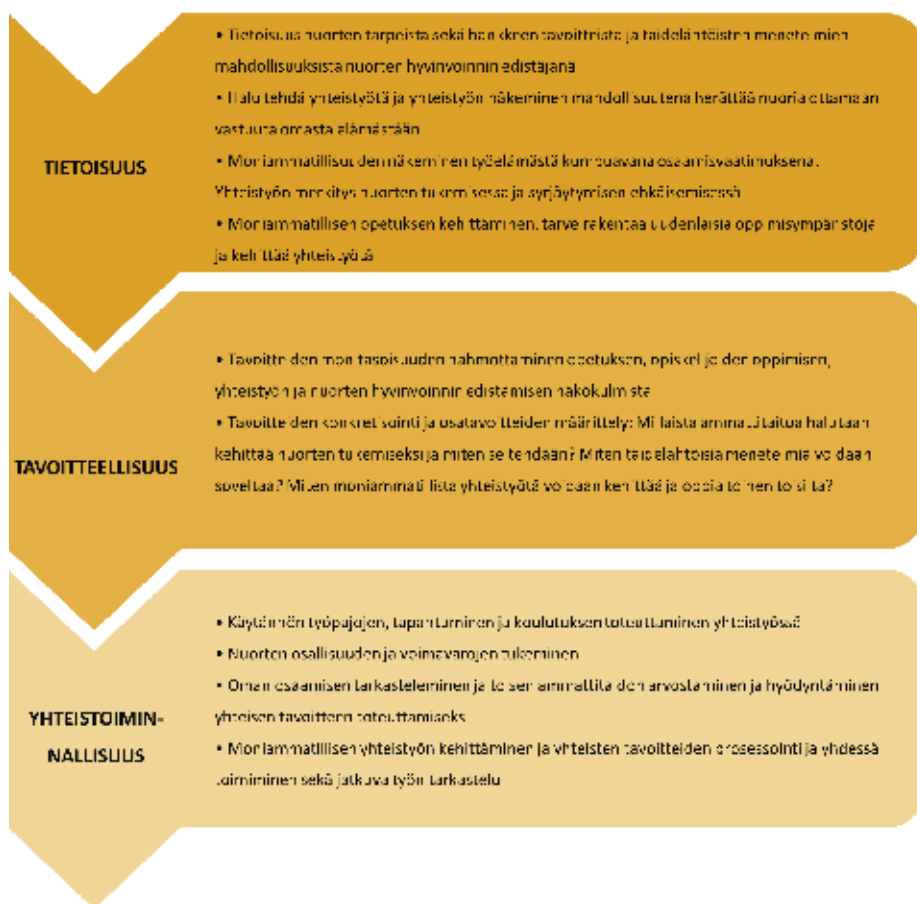 • Tietoisuus nuorten tarpeista sekä hankkeen tavoitteista ja taidelähtöisten menetelmien
mahdollisuuksista nuorten hyvinvoinnin edistäjänä
• Halu tehdä yhteistyötä ja yhteistyön näkeminen mahdollisuutena herättää nuoria ottamaan
vastuuta omasta elämästään
TIETOISUUS
• Moniammatillisuuden näkeminen työelämästä kumpuavana osaamisvaatimuksena.
Yhteistyön merkitys nuorten tukemisessa ja syrjäytymisen ehkäisemisessä
• Moniammatillisen opetuksen kehittäminen, tarve rakentaa uudenlaisia oppimisympäristöjä
ja kehittää yhteistyötä
• Tavoitteiden monitasoisuuden hahmottaminen opetuksen, opiskelijoiden oppimisen,
yhteistyön ja nuorten hyvinvoinnin edistämisen näkökulmista
• Tavoitteiden konkretisointi ja osatavoitteiden määrittely: Millaista ammattitaitoa halutaan
TAVOITTEELLISUUS
kehittää nuorten tukemiseksi ja miten se tehdään? Miten taidelähtöisiä menetelmiä voidaan
soveltaa? Miten moniammatillista yhteistyötä voidaan kehittää ja oppia toinen toisilta?
• Käytännön työpajojen, tapahtumien ja koulutuksen toteuttaminen yhteistyössä
• Nuorten osallisuuden ja voimavarojen tukeminen
• Oman osaamisen tarkasteleminen ja toisen ammattitaidon arvostaminen ja hyödyntäminen
yhteisen tavoitteen toteuttamiseksi
YHTEISTOIMIN-
NALLISUUS
• Moniammatillisen yhteistyön kehittäminen ja yhteisten tavoitteiden prosessointi ja yhdessä
toimiminen sekä jatkuva työn tarkastelu